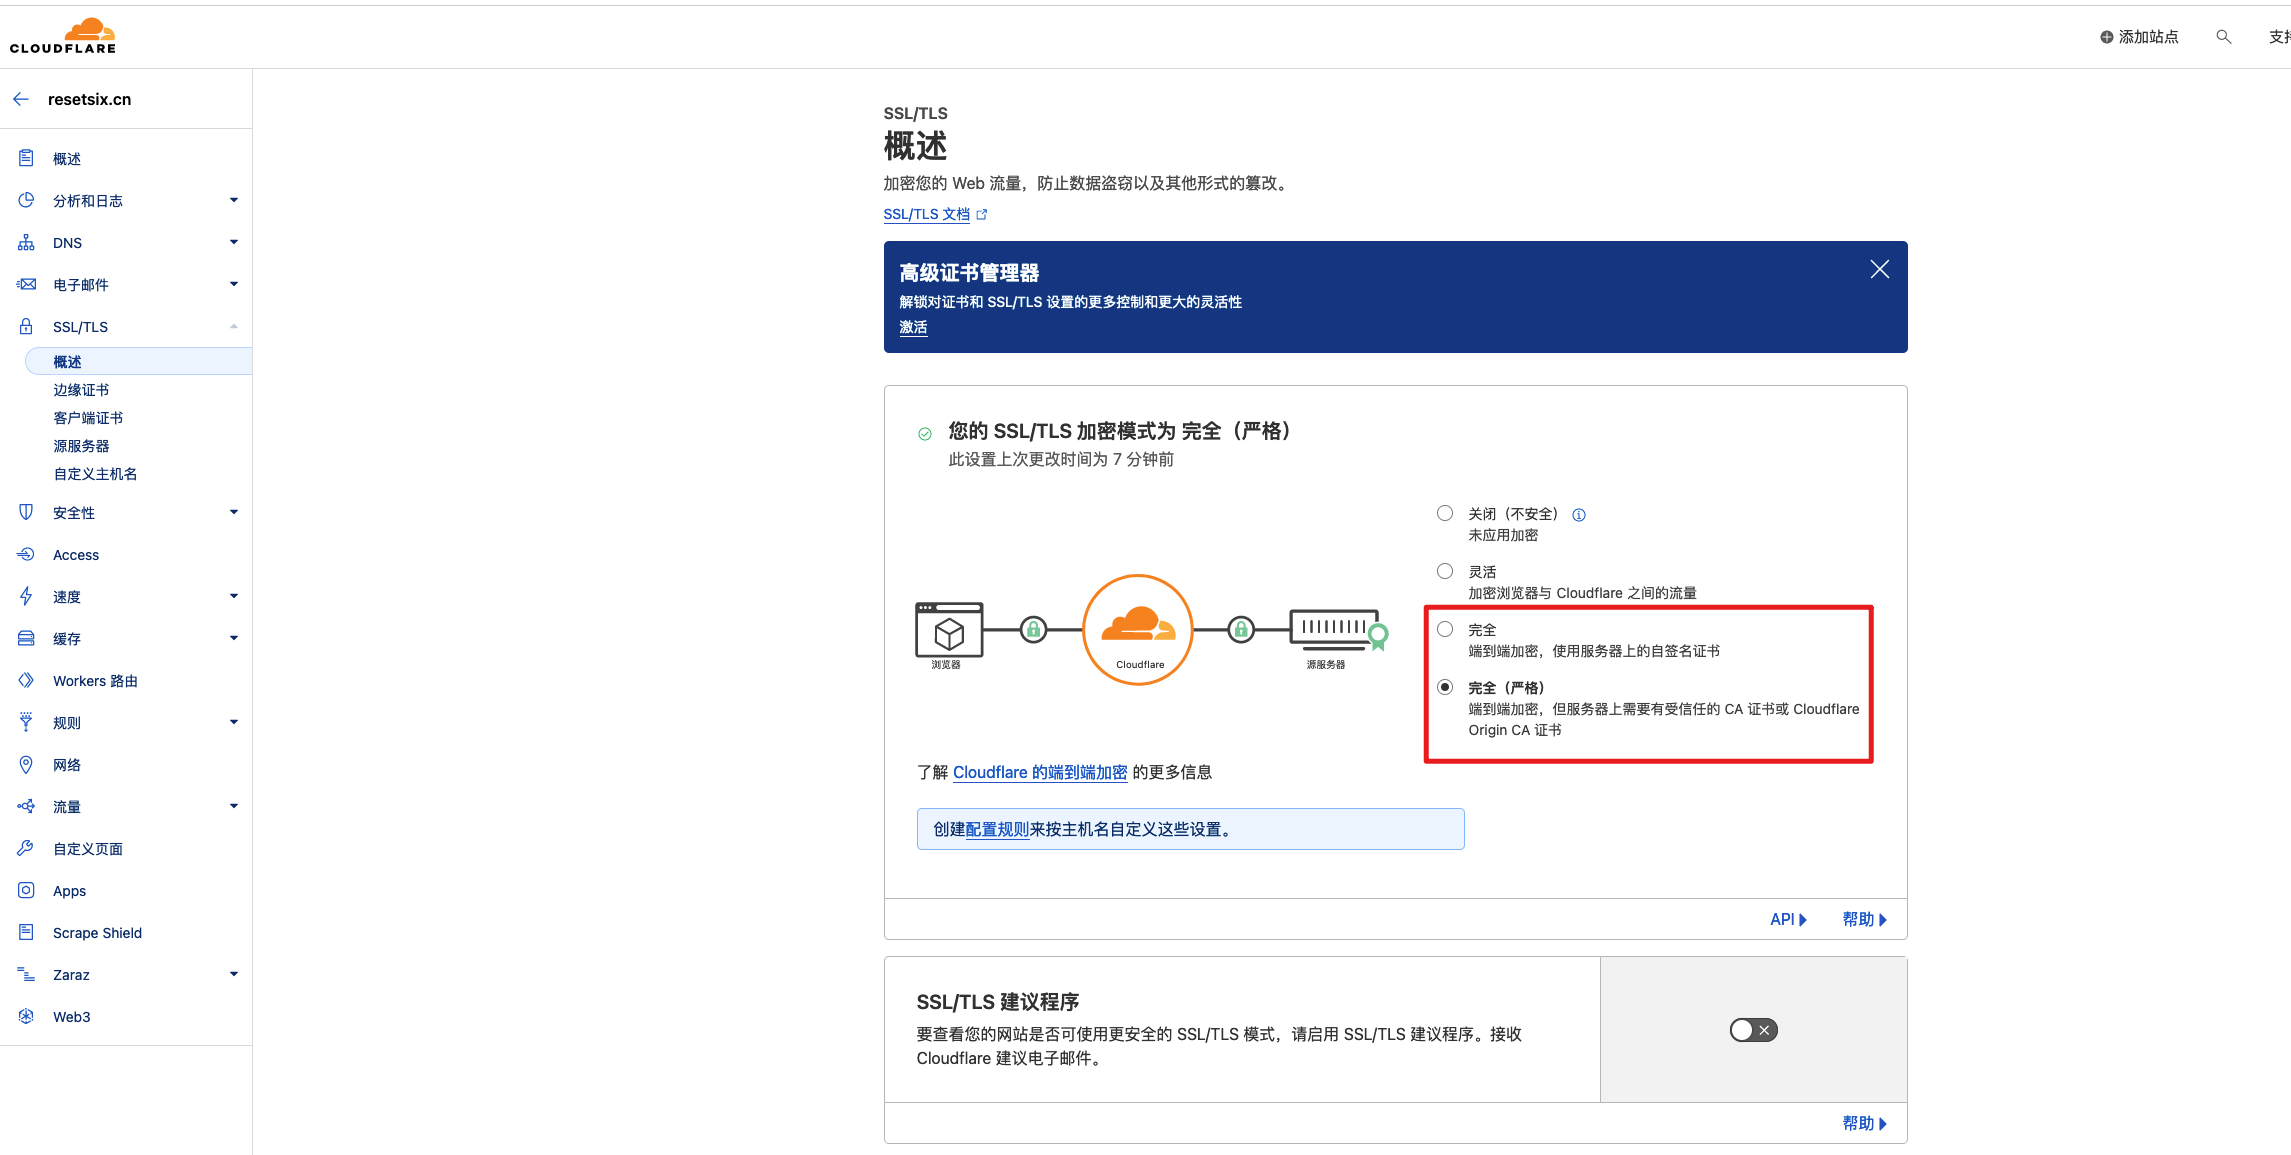 CLOUDFLARE
添加站点
支持
resetsix.cn
概述
分析和日志
DNS
电子邮件
SSL/TLS
概述
边缘证书
客户端证书
源服务器
自定义主机名
安全性
Access
速度
缓存
Workers 路由
规则
网络
流量
自定义页面
Apps
Scrape Shield
Zaraz
Web3
SSL/TLS
概述
加密您的 Web 流量，防止数据盗窃以及其他形式的篡改。
SSL/TLS 文档
高级证书管理器
解锁对证书和 SSL/TLS 设置的更多控制和更大的灵活性
激活
您的 SSL/TLS 加密模式为 完全（严格）
此设置上次更改时间为 7 分钟前
浏览器
Cloudflare
源服务器
关闭（不安全）
未应用加密
灵活
加密浏览器与 Cloudflare 之间的流量
完全
端到端加密，使用服务器上的自签名证书
完全（严格）
端到端加密，但服务器上需要有受信任的 CA 证书或 Cloudflare
Origin CA 证书
了解 Cloudflare 的端到端加密 的更多信息
创建配置规则来按主机名自定义这些设置。
API
帮助
SSL/TLS 建议程序
要查看您的网站是否可使用更安全的 SSL/TLS 模式，请启用 SSL/TLS 建议程序。接收
Cloudflare 建议电子邮件。
帮助